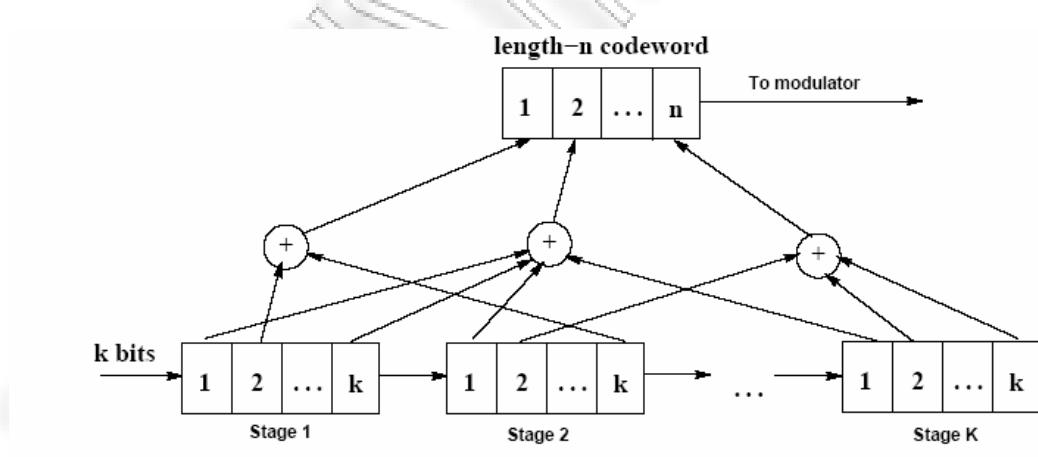 length−n codeword
1 2 ... n
To modulator
+ + +
k bits
1 2 ... k
1 2 ... k
...
1 2 ... k
Stage 1
Stage 2
Stage K